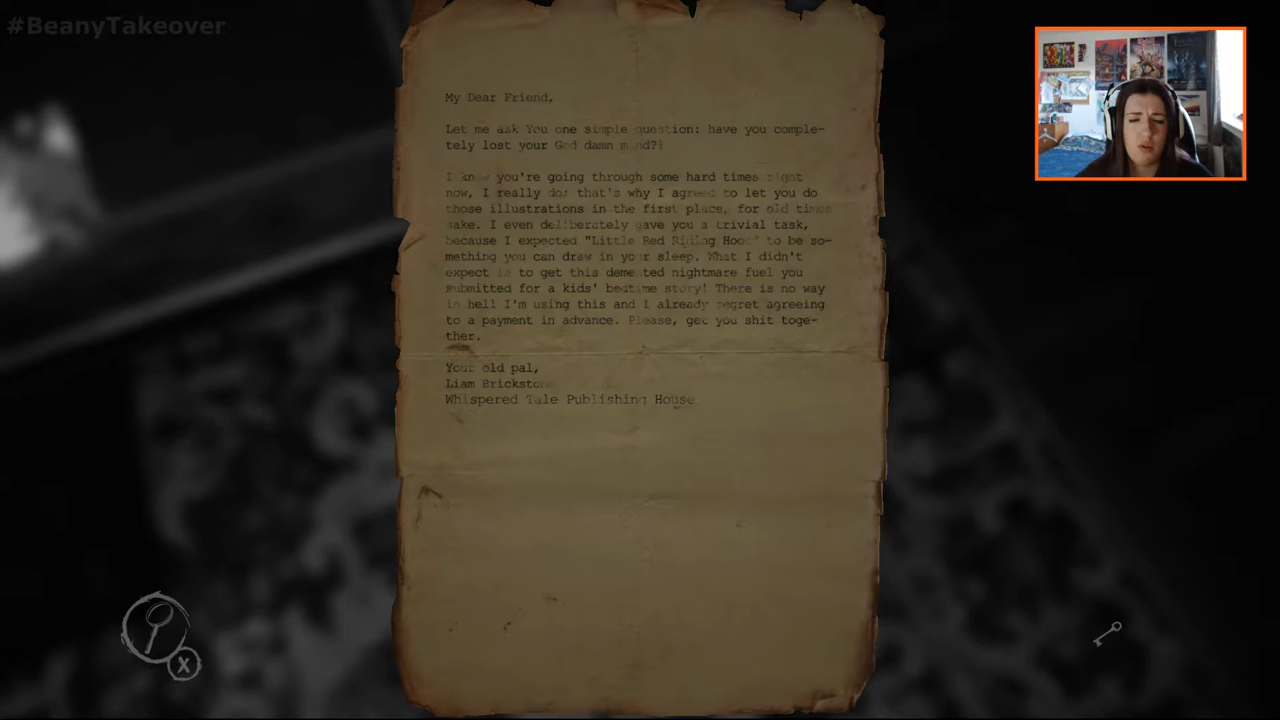 #BeanyTakeover
My Dear Friend,
Let me ask You one simple question: have you comple-
tely lost your God damn mind?!
I know you're going through some hard times right
now, I really do; that's why I agreed to let you do
those illustrations in the first place, for old times
sake. I even deliberately gave you a trivial task,
because I expected "Little Red Riding Hood" to be so-
mething you can draw in your sleep. What I didn't
expect is to get this demented nightmare fuel you
submitted for a kids' bedtime story! There is no way
in hell I'm using this and I already regret agreeing
to a payment in advance. Please, get you shit toge-
ther.
Your old pal,
Liam Brickstone
Whispered Tale Publishing House
X